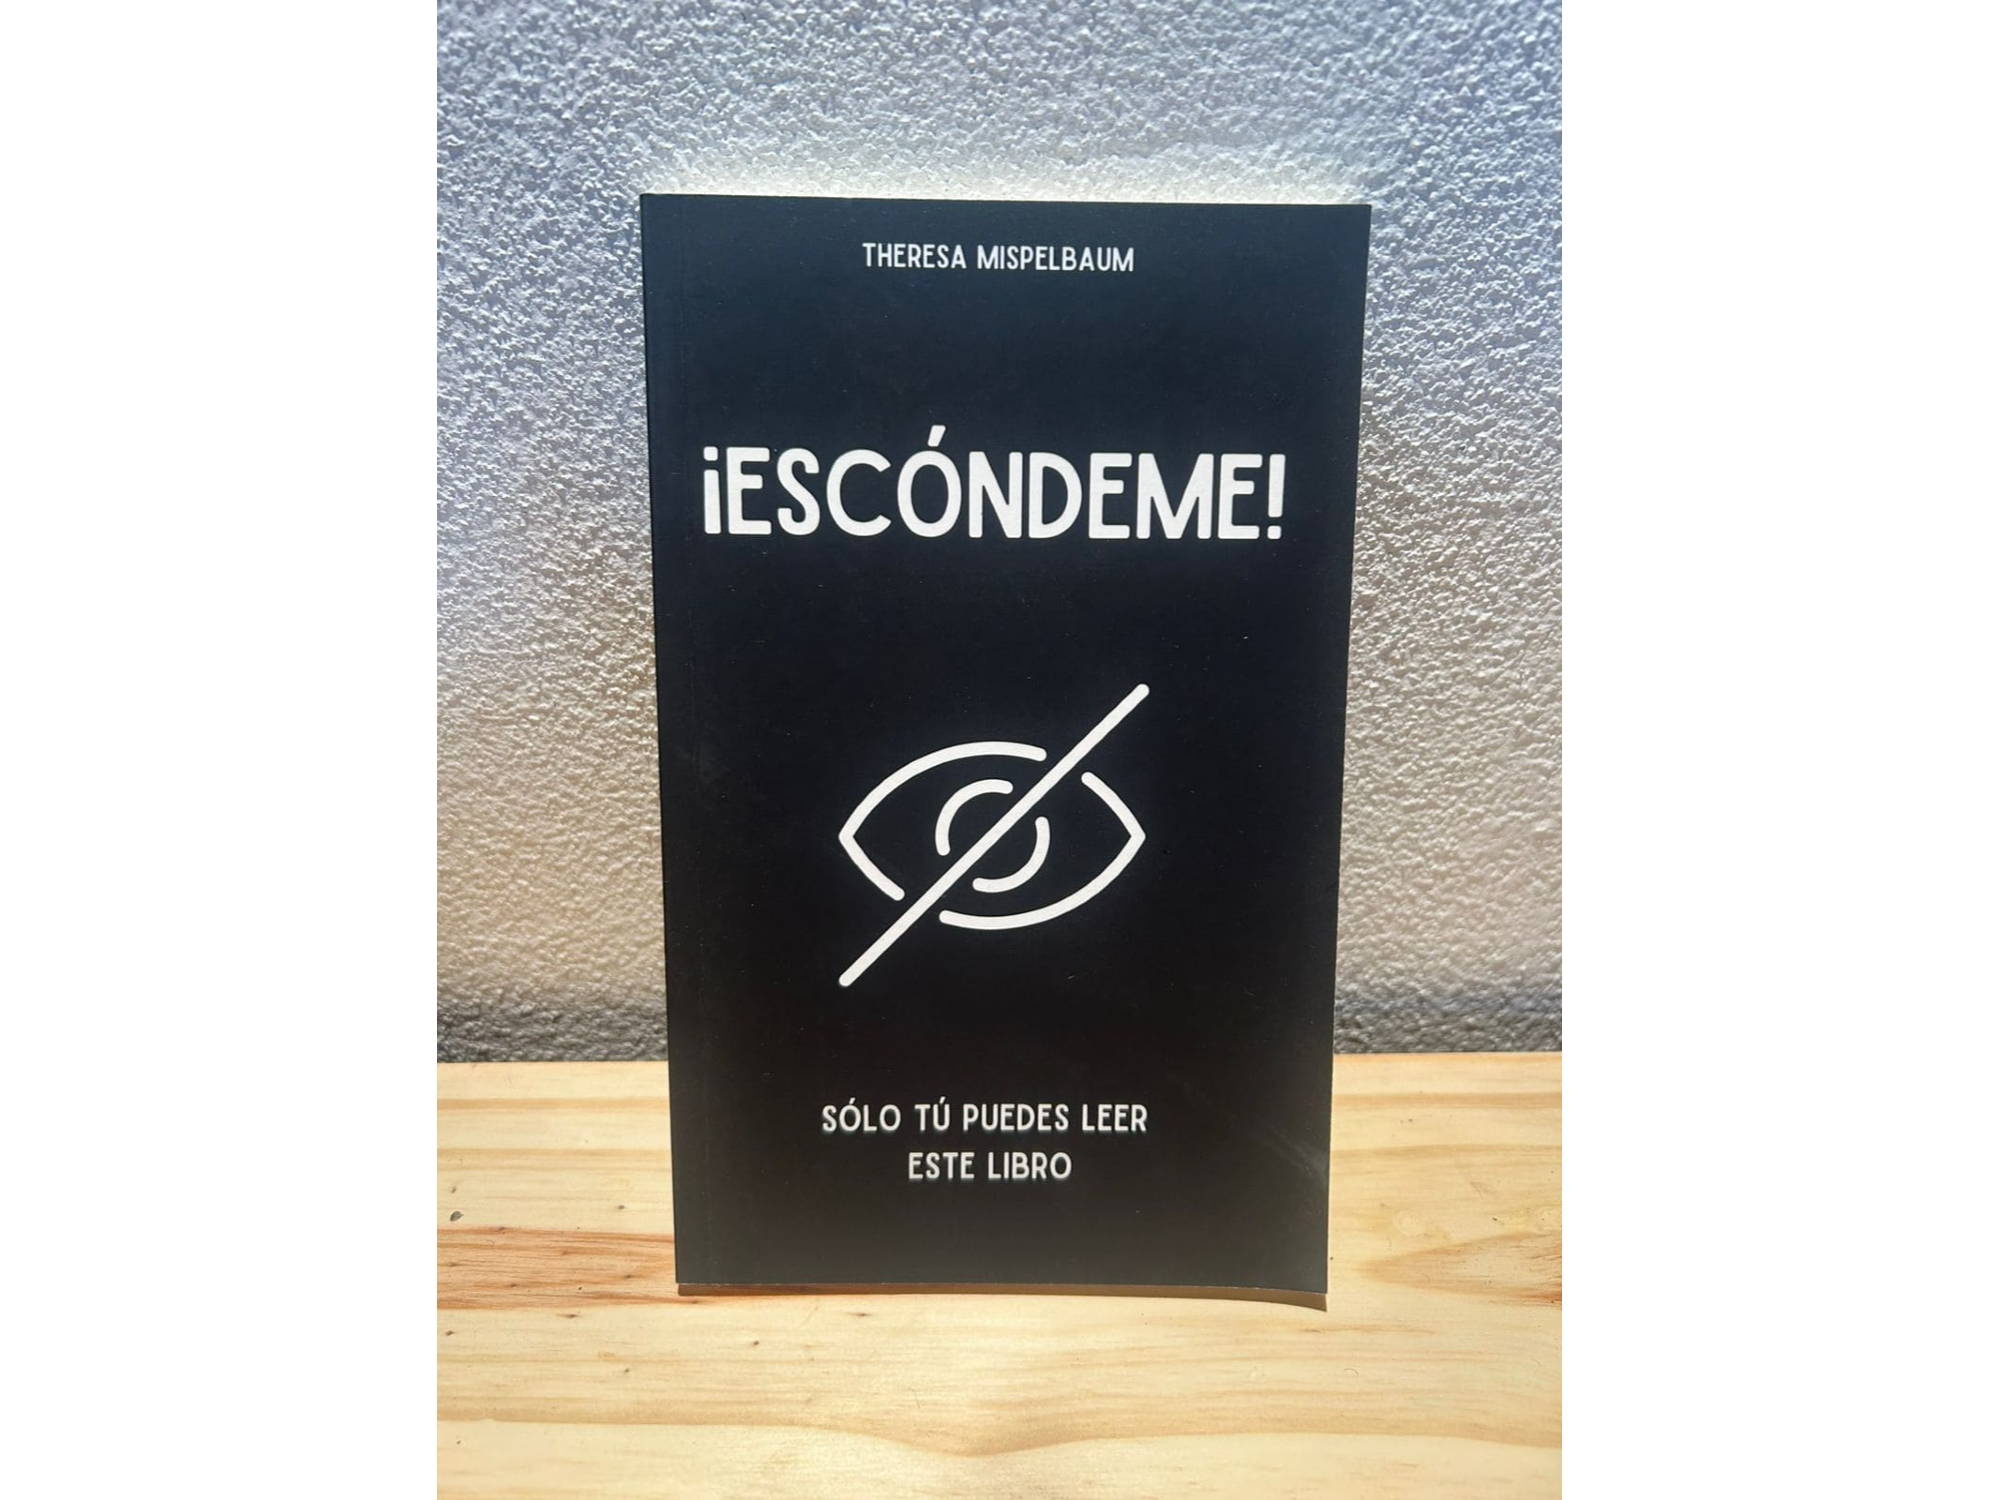 THERESA MISPELBAUM
¡ESCÓNDEME!
SÓLO TÚ PUEDES LEER
ESTE LIBRO